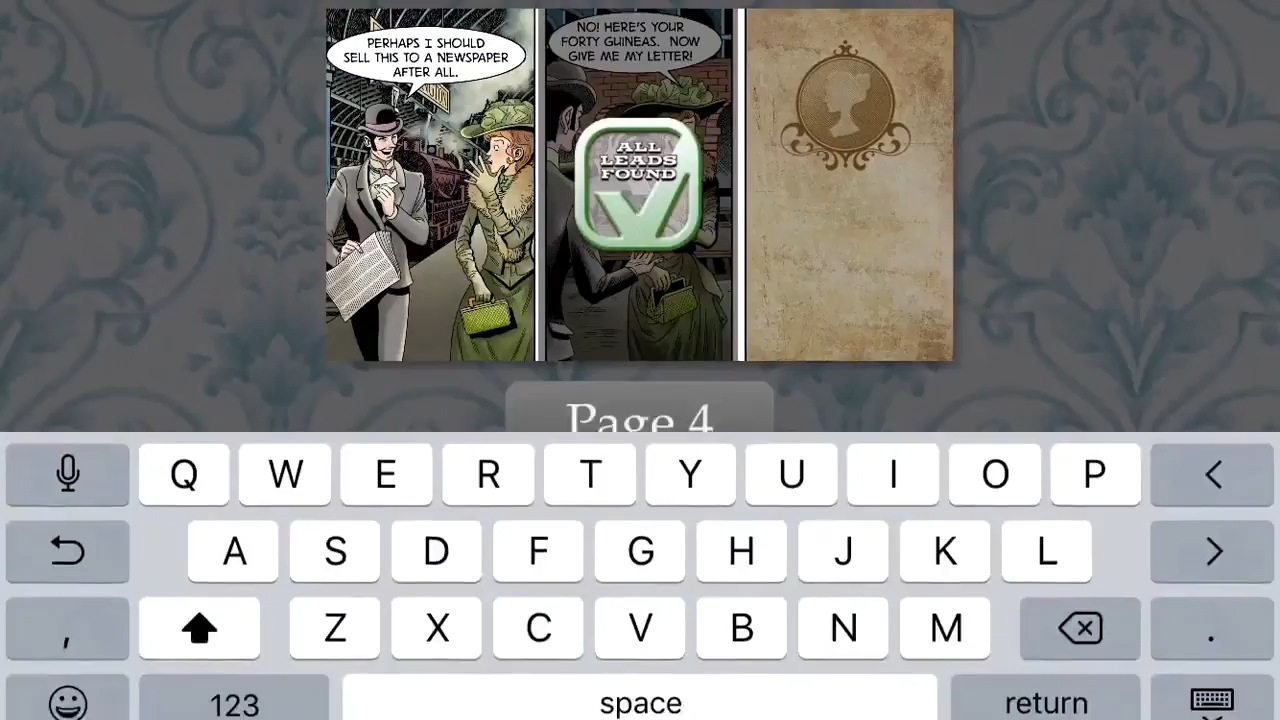 PERHAPS I SHOULD
SELL THIS TO A NEWSPAPER
AFTER ALL.
NO! HERE'S YOUR
FORTY GUINEAS. NOW
GIVE ME MY LETTER!
ALL
LEADS
FOUND
Page 4
Q W E R T Y U I O P
A S D F G H J K L
, Z X C V B N M .
123 space return